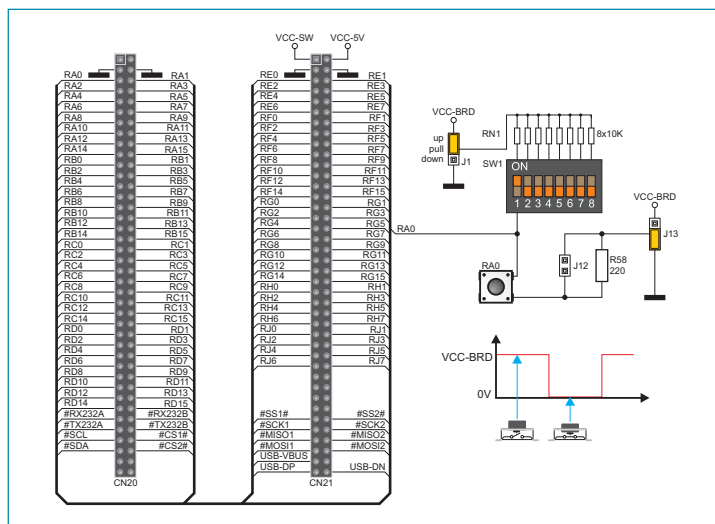 VCC-SW VCC-5V
RA0 RA1
RA2 RA3
RA4 RA5
RA6 RA7
RA8 RA9
RA10 RA11
RA12 RA13
RA14 RA15
RB0 RB1
RB2 RB3
RB4 RB5
RB6 RB7
RB8 RB9
RB10 RB11
RB12 RB13
RB14 RB15
RC0 RC1
RC2 RC3
RC4 RC5
RC6 RC7
RC8 RC9
RC10 RC11
RC12 RC13
RC14 RC15
RD0 RD1
RD2 RD3
RD4 RD5
RD6 RD7
RD8 RD9
RD10 RD11
RD12 RD13
RD14 RD15
#RX232A #RX232B
#TX232A #TX232B
#SCL #CS1#
#SDA #CS2#
CN20
RE0 RE1
RE2 RE3
RE4 RE5
RE6 RE7
RF0 RF1
RF2 RF3
RF4 RF5
RF6 RF7
RF8 RF9
RF10 RF11
RF12 RF13
RF14 RF15
RG0 RG1
RG2 RG3
RG4 RG5
RG6 RG7
RG8 RG9
RG10 RG11
RG12 RG13
RG14 RG15
RH0 RH1
RH2 RH3
RH4 RH5
RH6 RH7
RJ0 RJ1
RJ2 RJ3
RJ4 RJ5
RJ6 RJ7
#SS1# #SS2#
#SCK1 #SCK2
#MISO1 #MISO2
#MOSI1 #MOSI2
USB-VBUS
USB-DP USB-DN
CN21
VCC-BRD
up
pull
down
J1
RN1 8x10K
SW1
ON
1 2 3 4 5 6 7 8
VCC-BRD
RA0
J13
J12
R58
220
RA0
VCC-BRD
0V